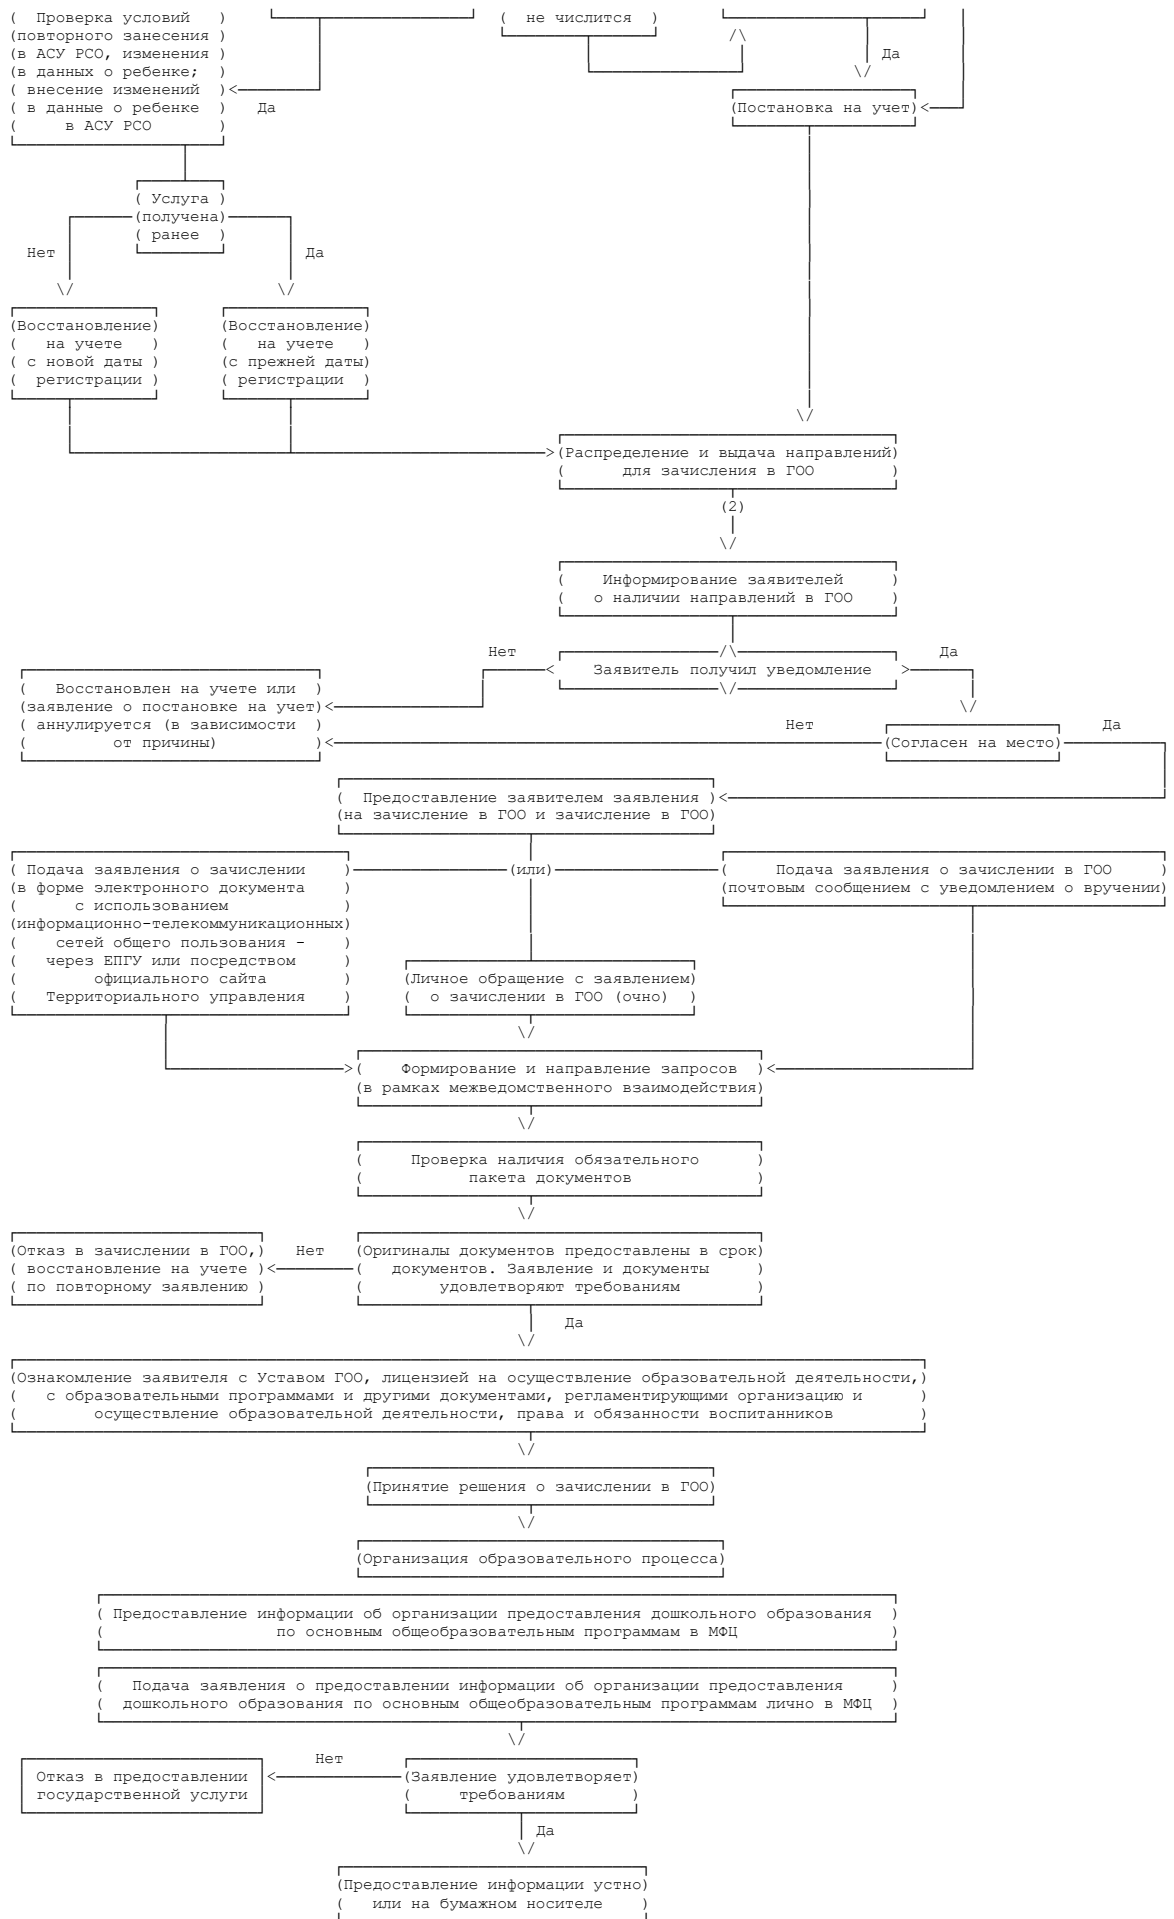 Проверка условий
не числится
повторного занесения
в АСУ РСО, изменения
Да
в данных о ребенке;
внесение изменений
в данные о ребенке
Да
Постановка на учет
в АСУ РСО
Услуга
получена
ранее
Нет
Да
Восстановление
Восстановление
на учете
на учете
с новой даты
с прежней даты
регистрации
регистрации
Распределение и выдача направлений
для зачисления в ГОО
(2)
Информирование заявителей
о наличии направлений в ГОО
Нет
Да
Заявитель получил уведомление
Восстановлен на учете или
заявление о постановке на учет
аннулируется (в зависимости
Нет
Да
от причины)
Согласен на место
Предоставление заявителем заявления
на зачисление в ГОО и зачисление в ГОО
Подача заявления о зачислении
(или)
Подача заявления о зачислении в ГОО
в форме электронного документа
почтовым сообщением с уведомлением о вручении
с использованием
информационно-телекоммуникационных
сетей общего пользования -
через ЕПГУ или посредством
официального сайта
Личное обращение с заявлением
Территориального управления
о зачислении в ГОО (очно)
Формирование и направление запросов
в рамках межведомственного взаимодействия
Проверка наличия обязательного
пакета документов
Отказ в зачислении в ГОО,
Нет
Оригиналы документов предоставлены в срок
восстановление на учете
документов. Заявление и документы
по повторному заявлению
удовлетворяют требованиям
Да
Ознакомление заявителя с Уставом ГОО, лицензией на осуществление образовательной деятельности,
с образовательными программами и другими документами, регламентирующими организацию и
осуществление образовательной деятельности, права и обязанности воспитанников
Принятие решения о зачислении в ГОО
Организация образовательного процесса
Предоставление информации об организации предоставления дошкольного образования
по основным общеобразовательным программам в МФЦ
Подача заявления о предоставлении информации об организации предоставления
дошкольного образования по основным общеобразовательным программам лично в МФЦ
Нет
Отказ в предоставлении
Заявление удовлетворяет
государственной услуги
требованиям
Да
Предоставление информации устно
или на бумажном носителе